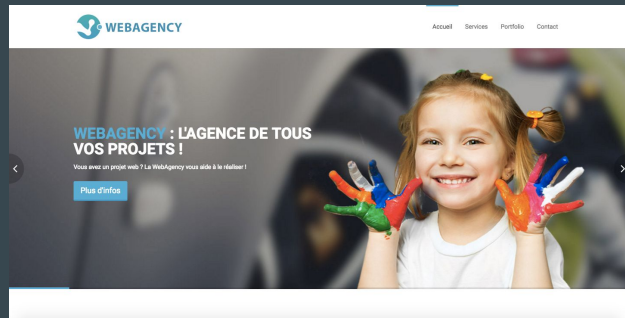 WEBAGENCY
Accueil Services Portfolio Contact
WEBAGENCY : L'AGENCE DE TOUS
VOS PROJETS !
Vous avez un projet web ? La WebAgency vous aide à le réaliser !
Plus d'infos